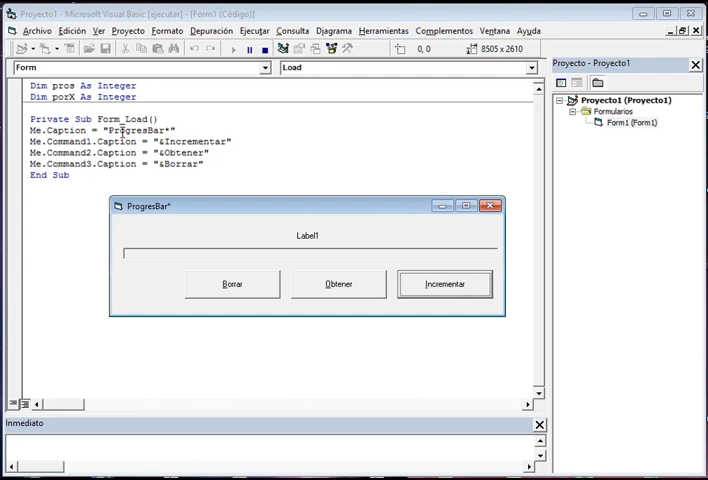 Proyecto1 - Microsoft Visual Basic [ejecutar] - [Form1 (Código)]
Archivo Edición Ver Proyecto Formato Depuración Ejecutar Consulta Diagrama Herramientas Complementos Ventana Ayuda
0, 0 8505 x 2610
Form Load
Dim pros As Integer
Dim porX As Integer
Private Sub Form_Load()
Me.Caption = "ProgresBar*"
Me.Command1.Caption = "&Incrementar"
Me.Command2.Caption = "&Obtener"
Me.Command3.Caption = "&Borrar"
End Sub
ProgresBar*
Label1
Borrar Obtener Incrementar
Inmediato
Proyecto - Proyecto1
Proyecto1 (Proyecto1)
Formularios
Form1 (Form1)